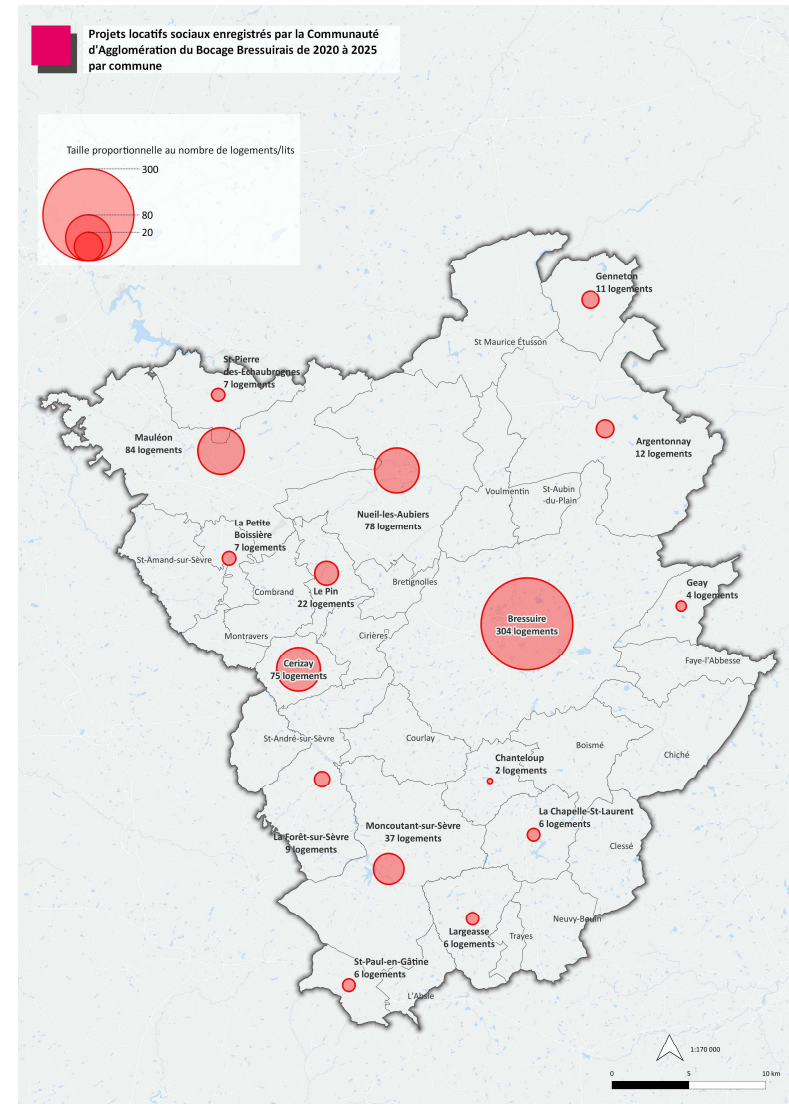 Projets locatifs sociaux enregistrés par la Communauté
d'Agglomération du Bocage Bressuirais de 2020 à 2025
par commune
Taille proportionnelle au nombre de logements/lits
300
80
20
Genneton
11 logements
St Maurice Étusson
St-Pierre
des-Échaubrognes
7 logements
Mauléon
84 logements
Argentonnay
12 logements
Nueil-les-Aubiers
78 logements
Voulmentin
St-Aubin
-du-Plain
La Petite
Boissière
7 logements
St-Amand-sur-Sèvre
Combrand
Le Pin
22 logements
Bretignolles
Geay
4 logements
Bressuire
304 logements
Montravers
Cirières
Faye-l'Abbesse
Cerizay
75 logements
St-André-sur-Sèvre
Courlay
Boismé
Chiché
Chanteloup
2 logements
La Chapelle-St-Laurent
6 logements
Moncoutant-sur-Sèvre
37 logements
La Forêt-sur-Sèvre
9 logements
Clessé
Neuvy-Bouin
Largeasse
6 logements
Trayes
St-Paul-en-Gâtine
6 logements
L'Absie
1:170 000
0
5
10 km